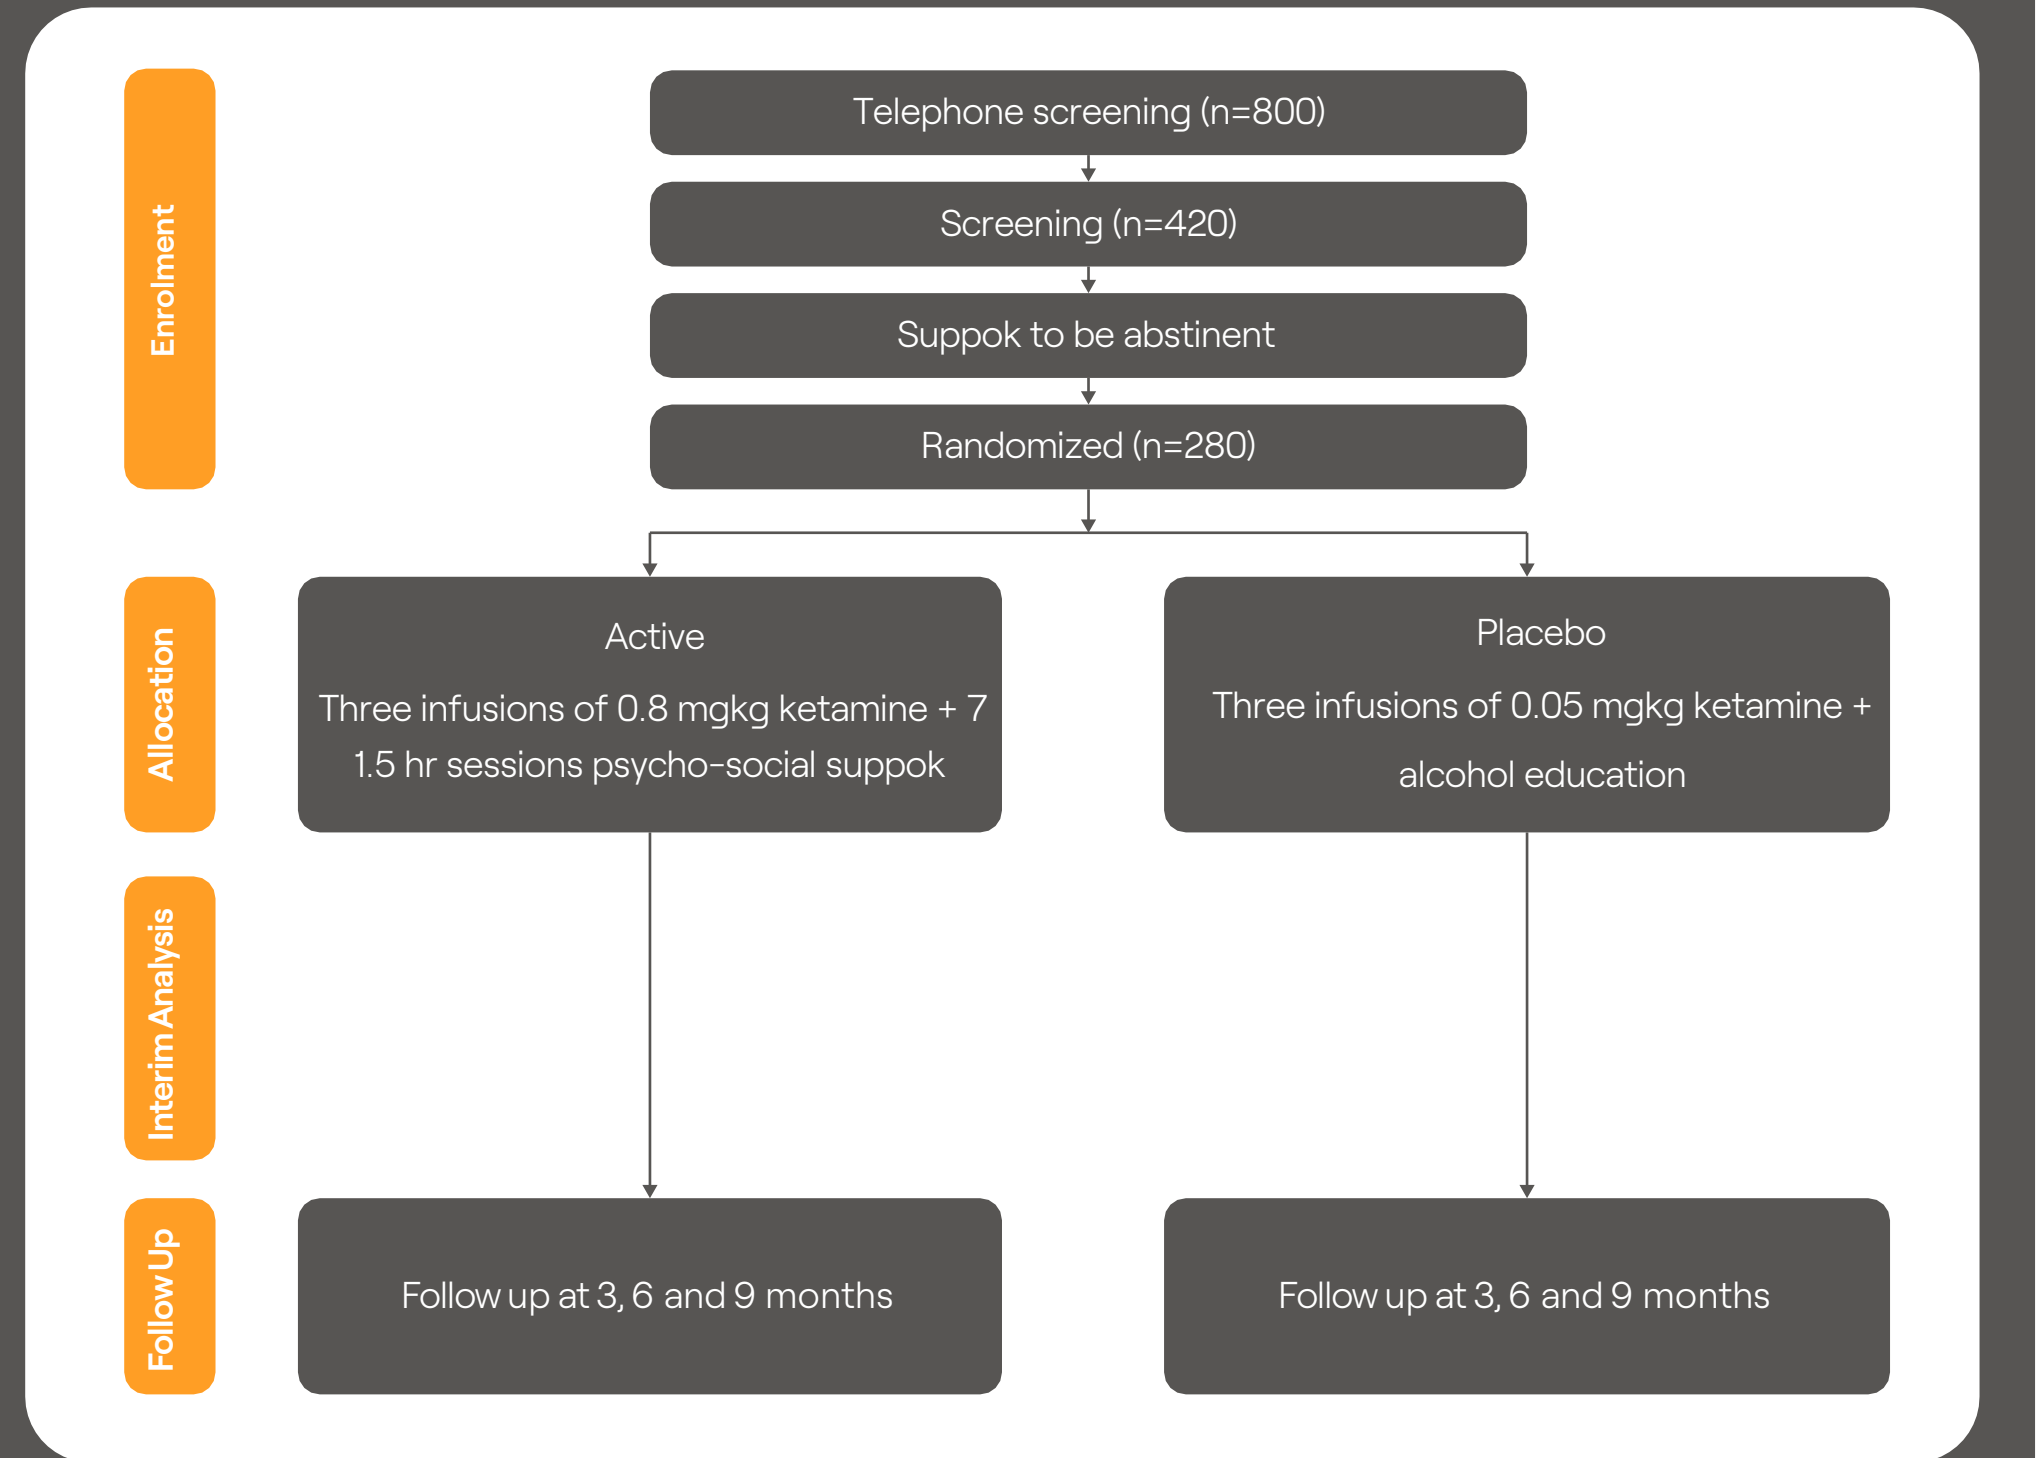 Enrolment
Telephone screening (n=800)
Screening (n=420)
Suppok to be abstinent
Randomized (n=280)
Allocation
Active
Three infusions of 0.8 mgkg ketamine + 7
1.5 hr sessions psycho-social suppok
Placebo
Three infusions of 0.05 mgkg ketamine +
alcohol education
Interim Analysis
Follow Up
Follow up at 3, 6 and 9 months
Follow up at 3, 6 and 9 months